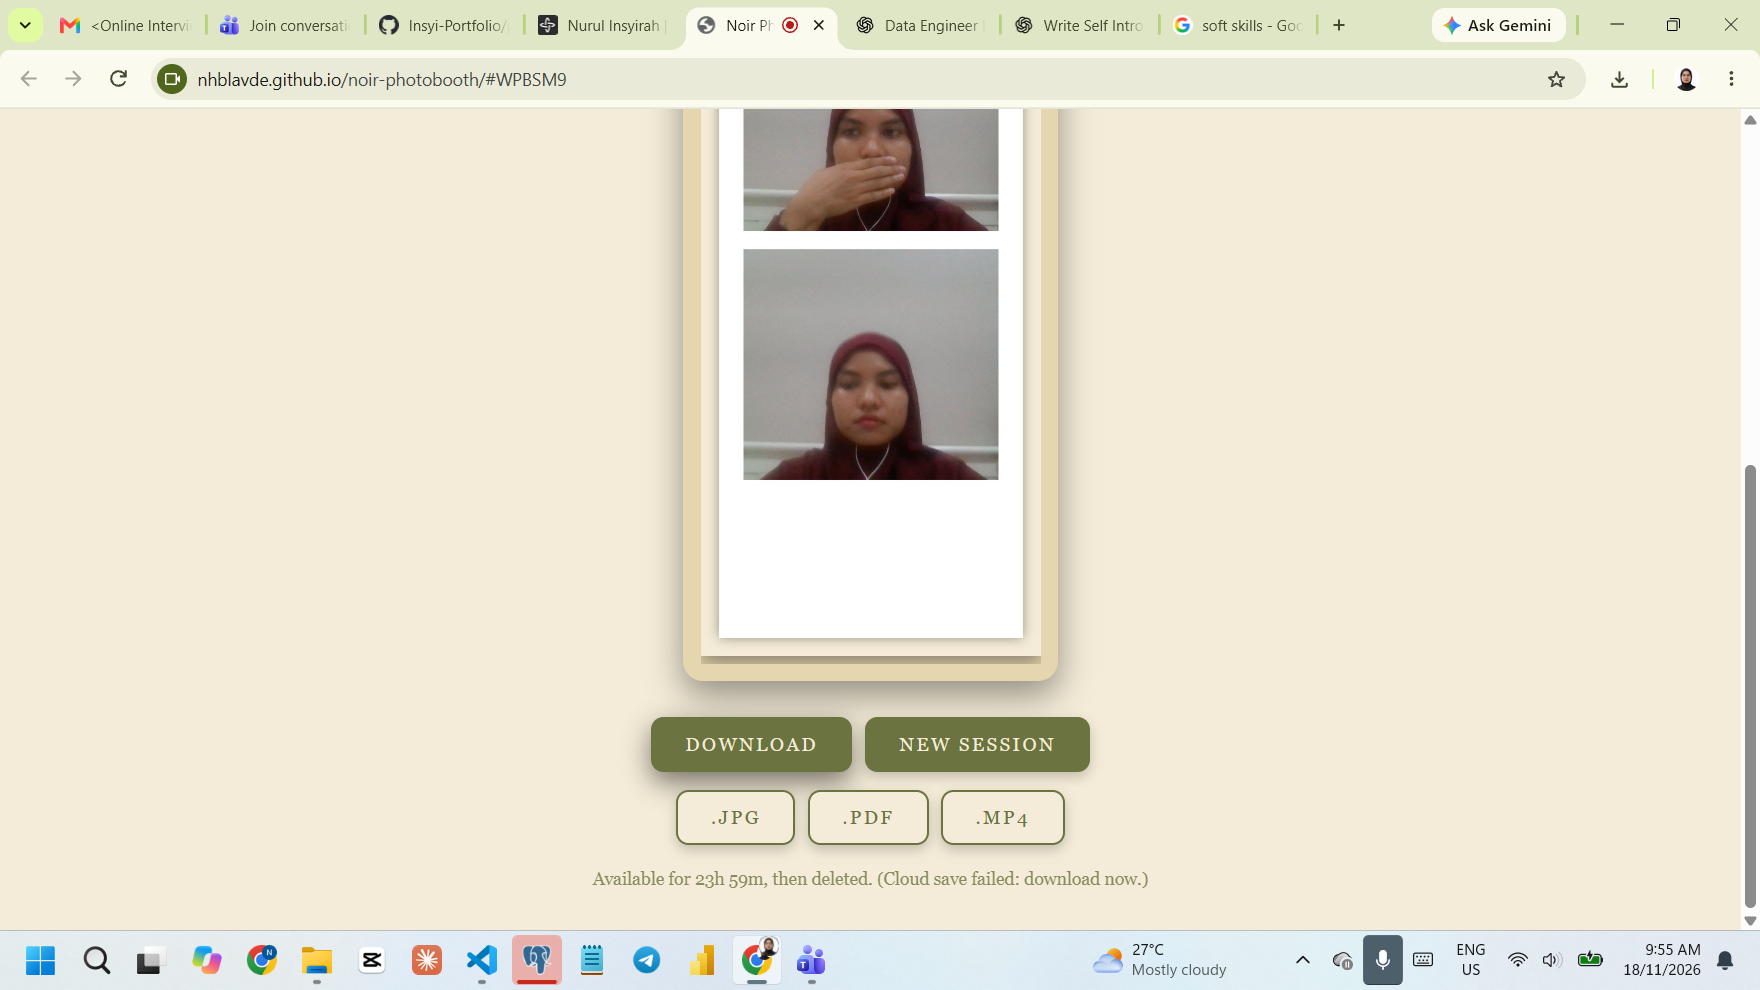 <Online Intervi
Join conversati
Insyi-Portfolio/
Nurul Insyirah |
Noir Ph
Data Engineer
Write Self Intro
soft skills - Goo
Ask Gemini
nhblavde.github.io/noir-photobooth/#WPBSM9
DOWNLOAD
NEW SESSION
.JPG
.PDF
.MP4
Available for 23h 59m, then deleted. (Cloud save failed: download now.)
27°C
Mostly cloudy
ENG
US
9:55 AM
18/11/2026